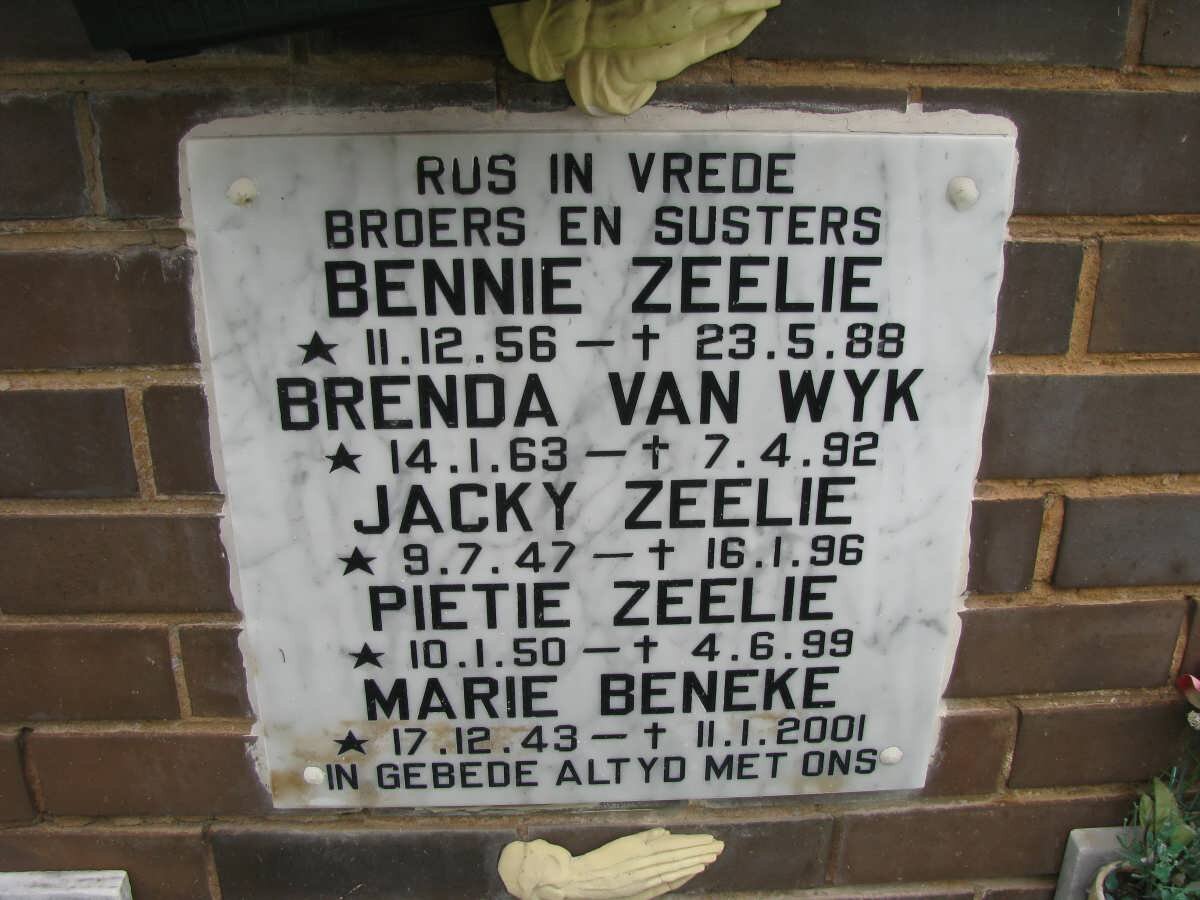 RUS IN VREDE
BROERS EN SUSTERS
BENNIE ZEELIE
★ 11.12.56 – † 23.5.88
BRENDA VAN WYK
★ 14.1.63 – † 7.4.92
JACKY ZEELIE
★ 9.7.47 – † 16.1.96
PIETIE ZEELIE
★ 10.1.50 – † 4.6.99
MARIE BENEKE
★ 17.12.43 – † 11.1.2001
IN GEBEDE ALTYD MET ONS